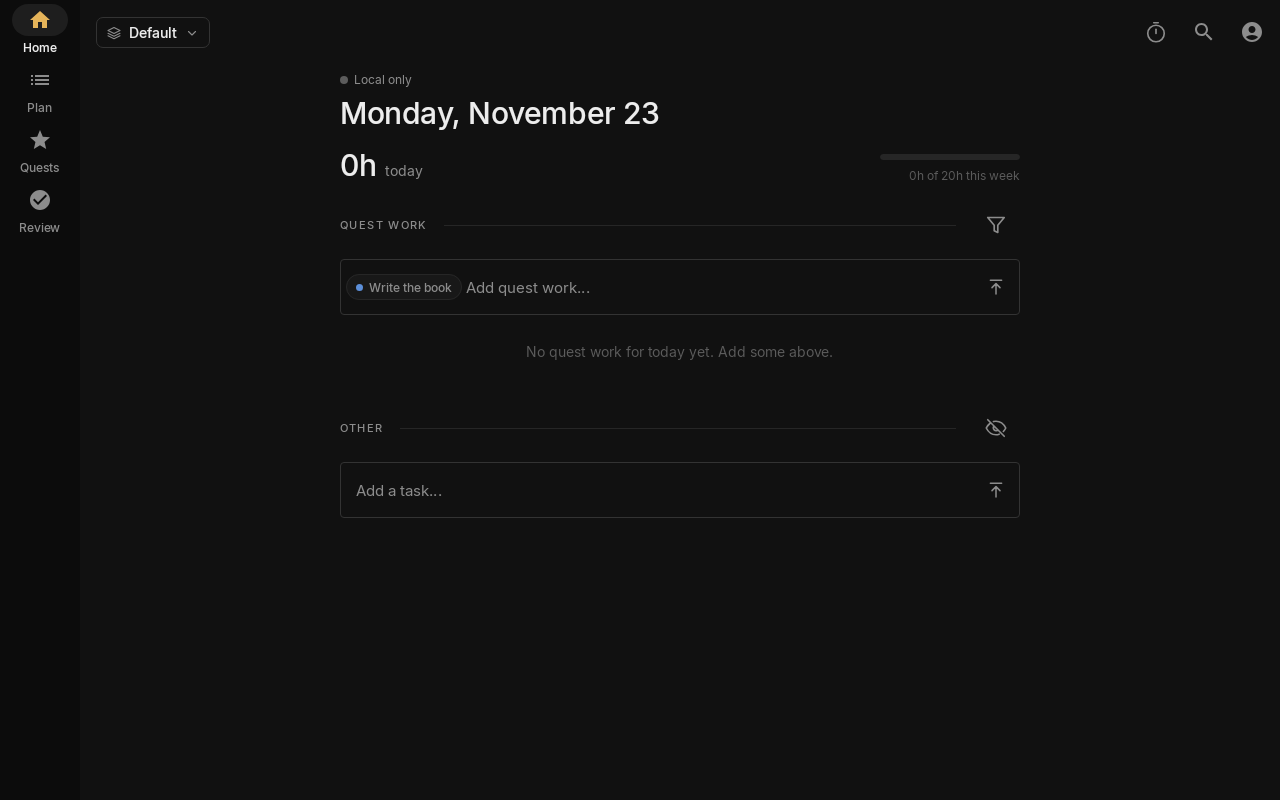 Home
Plan
Quests
Review
Default
Local only
Monday, November 23
0h today
0h of 20h this week
QUEST WORK
Write the book Add quest work...
No quest work for today yet. Add some above.
OTHER
Add a task...